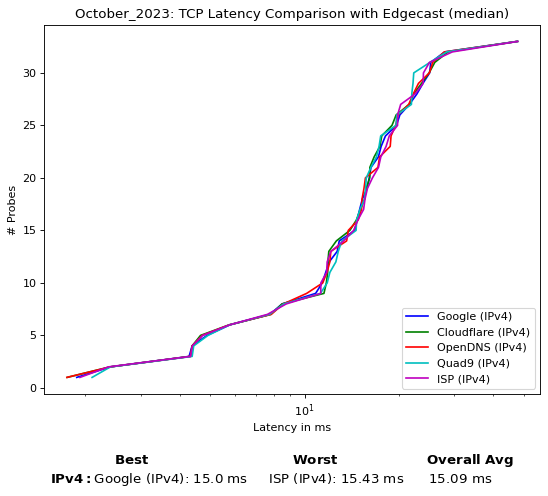 October_2023: TCP Latency Comparison with Edgecast (median)
# Probes
30
25
20
15
10
5
0
Google (IPv4)
Cloudflare (IPv4)
OpenDNS (IPv4)
Quad9 (IPv4)
ISP (IPv4)
10¹
Latency in ms
Best Worst Overall Avg
IPv4: Google (IPv4): 15.0 ms ISP (IPv4): 15.43 ms 15.09 ms